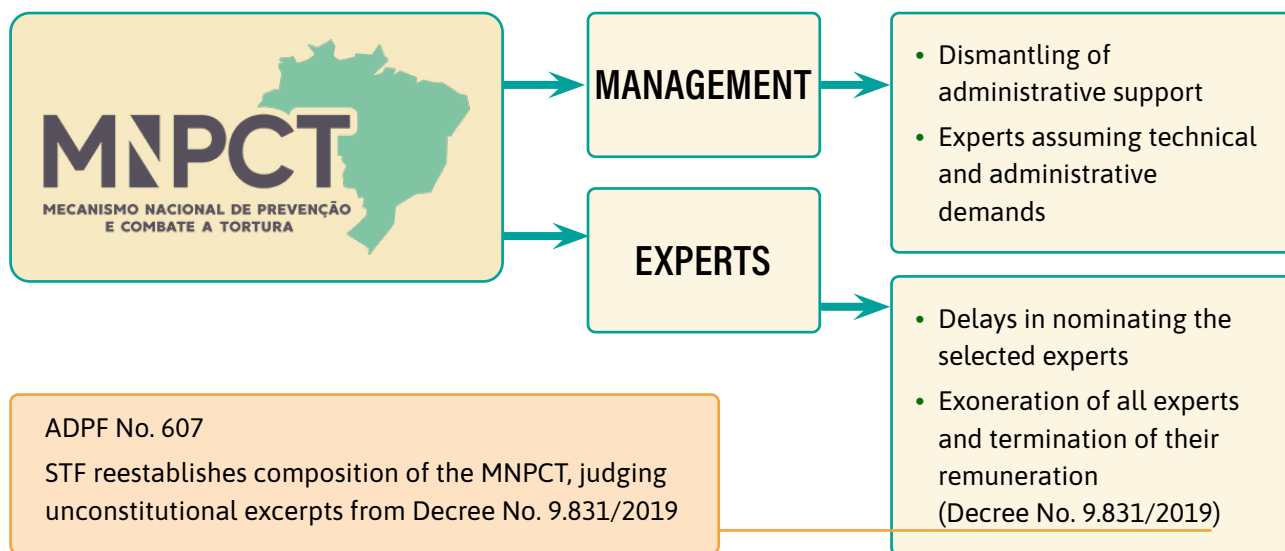 MNPCT
MECANISMO NACIONAL DE PREVENÇÃO
E COMBATE A TORTURA
MANAGEMENT
• Dismantling of
administrative support
• Experts assuming technical
and administrative
demands
EXPERTS
• Delays in nominating the
selected experts
• Exoneration of all experts
and termination of their
remuneration
(Decree No. 9.831/2019)
ADPF No. 607
STF reestablishes composition of the MNPCT, judging
unconstitutional excerpts from Decree No. 9.831/2019